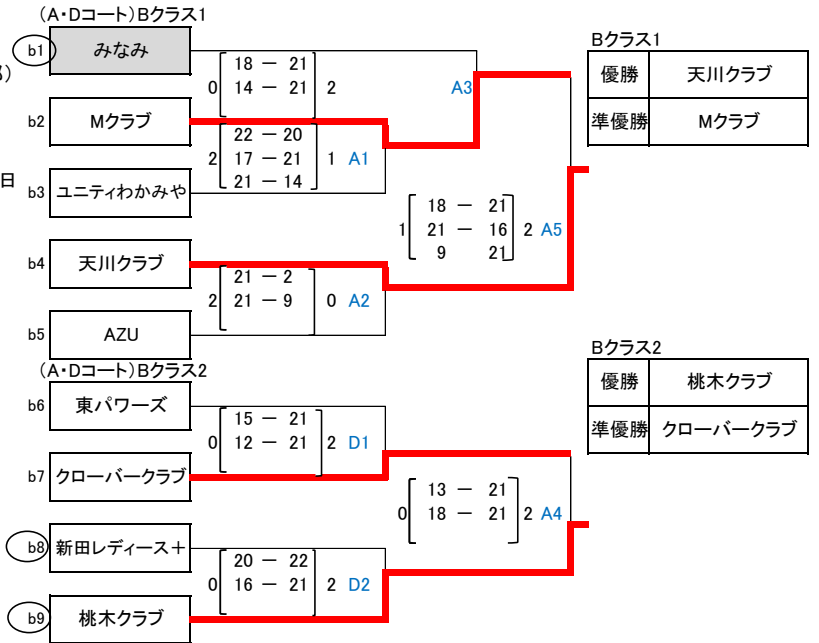 (A・Dコート)Bクラス1
b1 みなみ
18 － 21
0 14 － 21 2 A3
b2 Mクラブ
22 － 20
2 17 － 21 1 A1
21 － 14
日
b3 ユニティわかみや
18 － 21
1 21 － 16 2 A5
9 21
b4 天川クラブ
21 － 2
2 21 － 9 0 A2
b5 AZU
(A・Dコート)Bクラス2
b6 東パワーズ
15 － 21
0 12 － 21 2 D1
b7 クローバークラブ
13 － 21
0 18 － 21 2 A4
b8 新田レディース＋
20 － 22
0 16 － 21 2 D2
b9 桃木クラブ
Bクラス1
優勝 天川クラブ
準優勝 Mクラブ
Bクラス2
優勝 桃木クラブ
準優勝 クローバークラブ